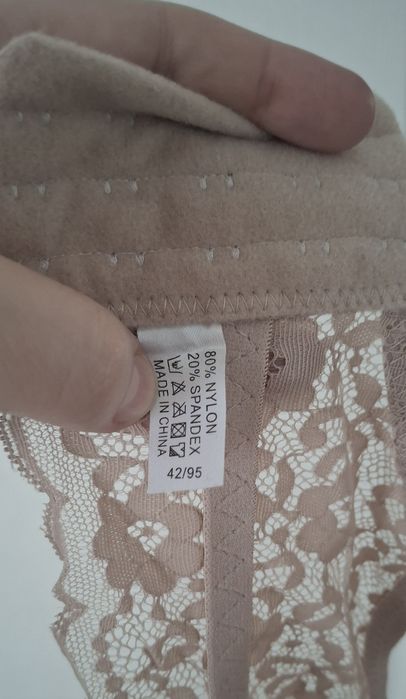 80% NYLON
20% SPANDEX
MADE IN CHINA
42/95